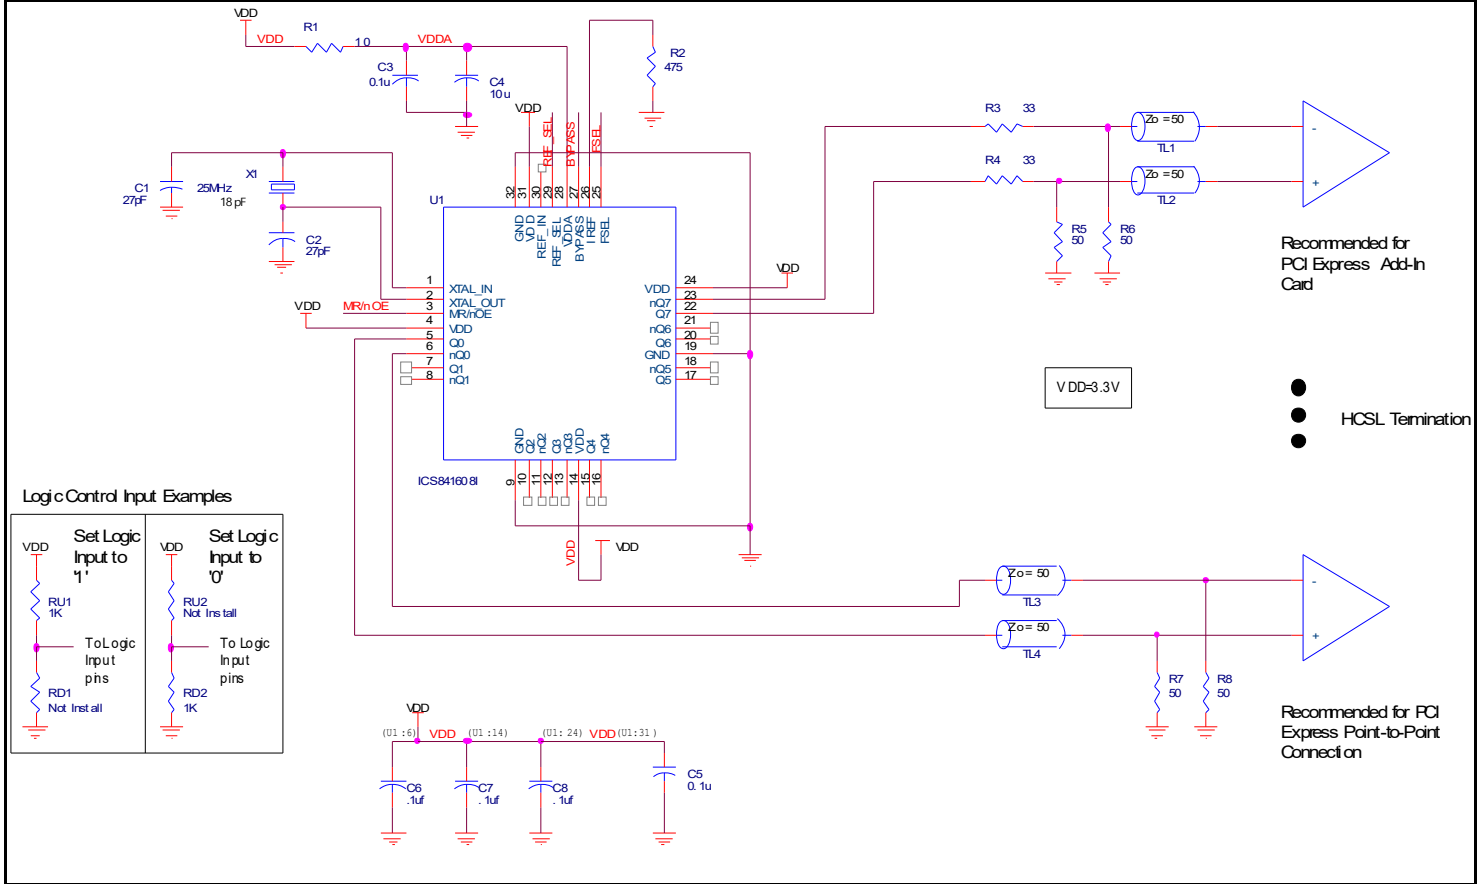 VDD
VDD
R1
10
VDDA
C3
0.1u
C4
10u
R2
475
VDD
REF_SEL
BYPASS
FSEL
C1
27pF
X1
25MHz
18pF
C2
27pF
U1
32
31
30
29
28
27
26
25
GND
VDD
REF_IN
REF_SEL
VDDA
BYPASS
IREF
FSEL
VDD
MR/nOE
1
2
3
4
5
6
7
8
XTAL_IN
XTAL_OUT
MR/nOE
VDD
Q0
nQ0
Q1
nQ1
VDD
nQ7
Q7
nQ6
Q6
GND
nQ5
Q5
24
23
22
21
20
19
18
17
VDD
GND
Q2
nQ2
Q3
nQ3
VDD
Q4
nQ4
9
10
11
12
13
14
15
16
ICS841608I
VDD
VDD
R3 33
R4 33
Zo = 50
TL1
Zo = 50
TL2
-
+
R5
50
R6
50
Recommended for
PCI Express Add-In
Card
VDD=3.3V
HCSL Termination
Logic Control Input Examples
VDD
Set Logic
Input to
'1'
RU1
1K
To Logic
Input
pins
RD1
Not Install
VDD
Set Logic
Input to
'0'
RU2
Not Install
To Logic
Input
pins
RD2
1K
Zo = 50
TL3
Zo = 50
TL4
-
+
R7
50
R8
50
Recommended for PCI
Express Point-to-Point
Connection
VDD
(U1:6) VDD (U1:14) (U1:24) VDD (U1:31)
C6
.1uf
C7
.1uf
C8
.1uf
C5
0.1u